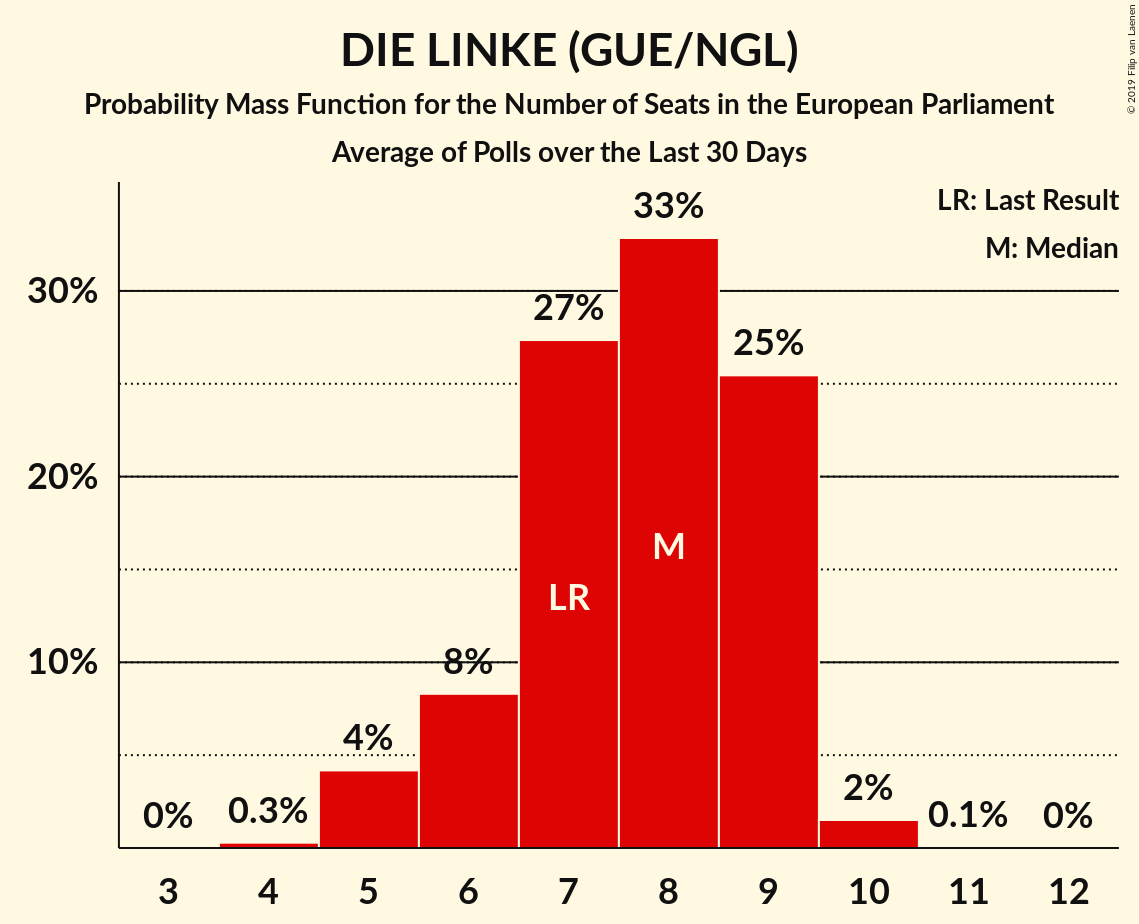 DIE LINKE (GUE/NGL)
Probability Mass Function for the Number of Seats in the European Parliament
Average of Polls over the Last 30 Days
© 2019 Filip van Laenen
LR: Last Result
M: Median
30%
20%
10%
0%
0.3%
4%
8%
27%
33%
25%
2%
0.1%
0%
LR
M
3
4
5
6
7
8
9
10
11
12